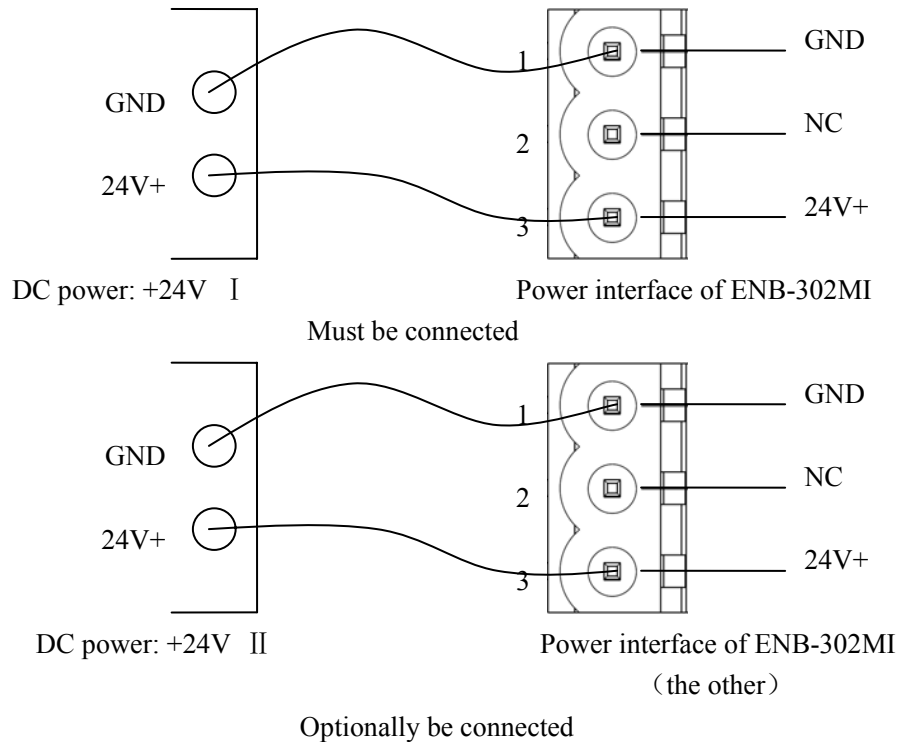 GND
1
GND
2
NC
24V+
3
24V+
DC power: +24V Ⅰ
Power interface of ENB-302MI
Must be connected
GND
1
GND
2
NC
24V+
3
24V+
DC power: +24V Ⅱ
Power interface of ENB-302MI
（the other）
Optionally be connected